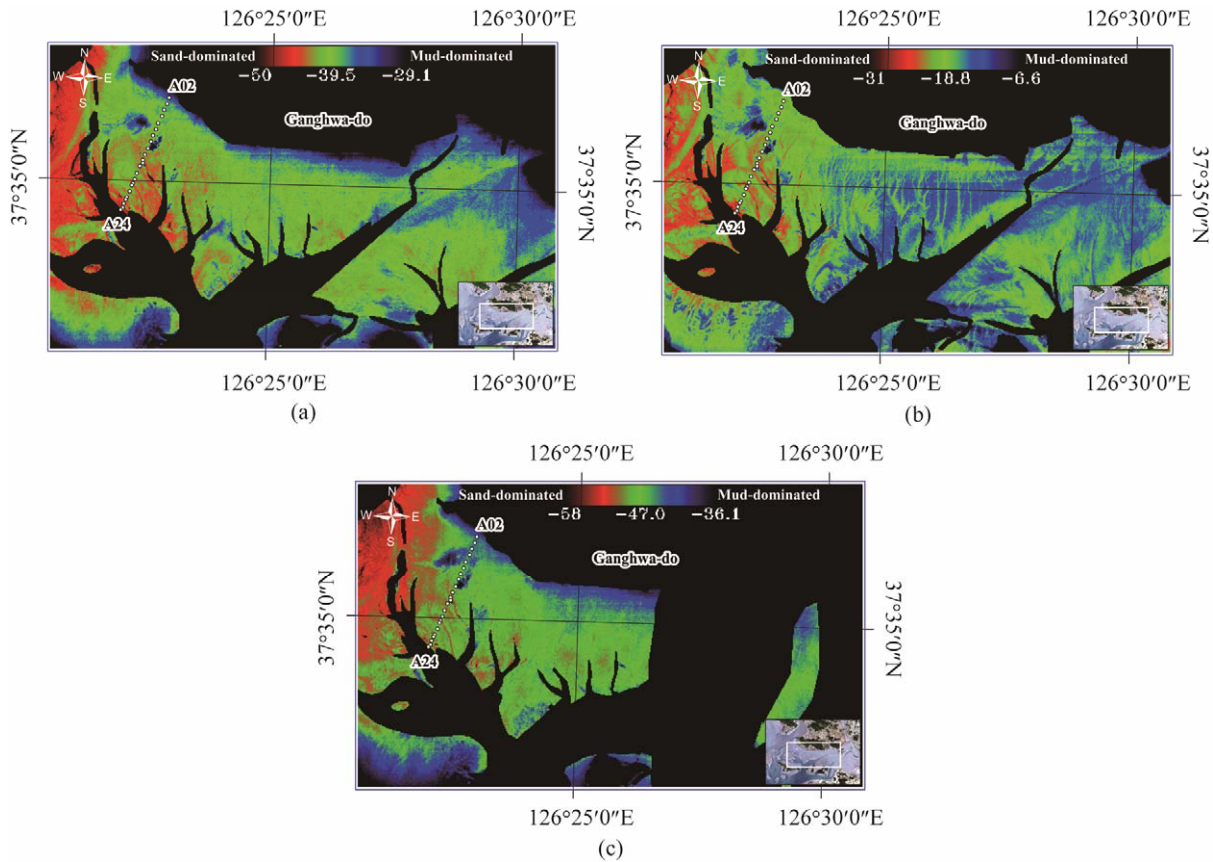 126°25′0″E 126°30′0″E
Sand-dominated Mud-dominated
−50 −39.5 −29.1
N
W E
S
A02
Ganghwa-do
37°35′0″N
37°35′0″N
A24
126°25′0″E 126°30′0″E
(a)
126°25′0″E 126°30′0″E
Sand-dominated Mud-dominated
−31 −18.8 −6.6
N
W E
S
A02
Ganghwa-do
37°35′0″N
37°35′0″N
A24
126°25′0″E 126°30′0″E
(b)
126°25′0″E 126°30′0″E
Sand-dominated Mud-dominated
−58 −47.0 −36.1
N
W E
S
A02
Ganghwa-do
37°35′0″N
37°35′0″N
A24
126°25′0″E 126°30′0″E
(c)